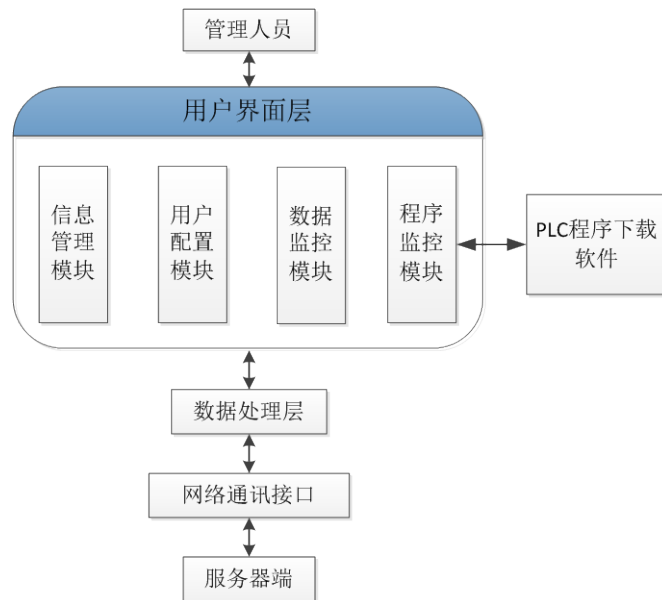 管理人员
用户界面层
信息
管理
模块
用户
配置
模块
数据
监控
模块
程序
监控
模块
PLC程序下载
软件
数据处理层
网络通讯接口
服务器端